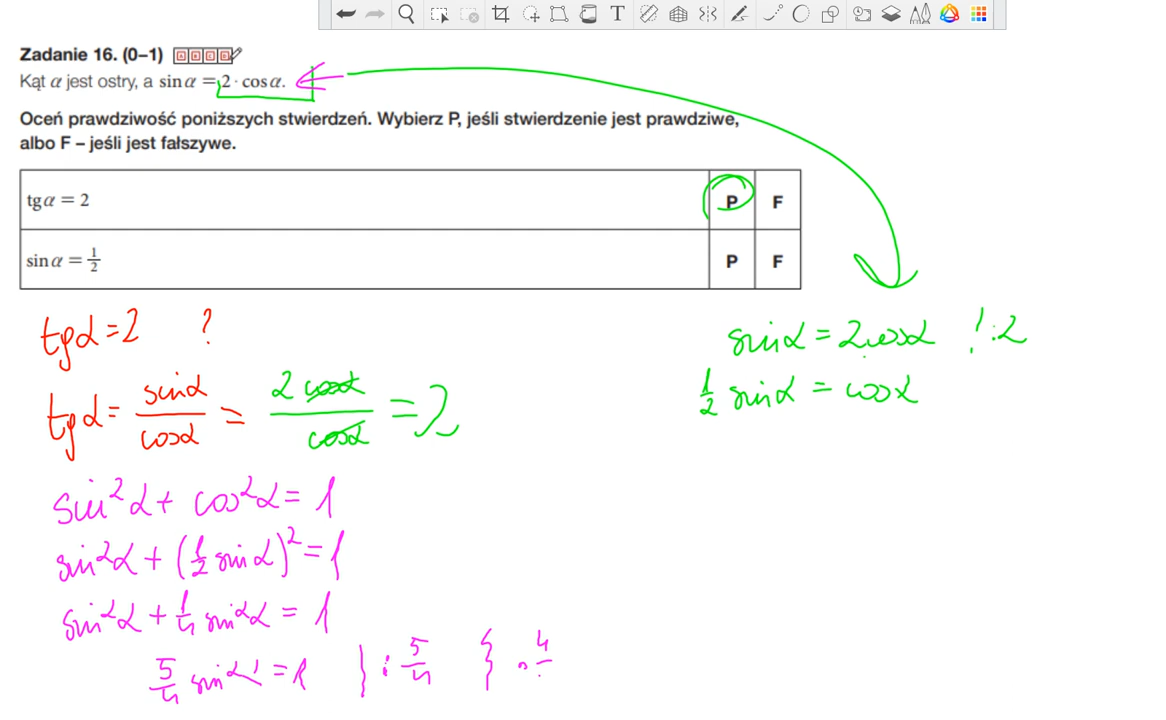 Zadanie 16. (0–1)
Kąt α jest ostry, a sin α = 2 · cos α.
Oceń prawdziwość poniższych stwierdzeń. Wybierz P, jeśli stwierdzenie jest prawdziwe,
albo F – jeśli jest fałszywe.
tg α = 2 P F
sin α = 1/2 P F
tgα = 2 ?
sinα = 2cosα /:2
tgα = sinα/cosα = 2cosα/cosα = 2
1/2 sinα = cosα
sin²α + cos²α = 1
sin²α + (1/2 sinα)² = 1
sin²α + 1/4 sin²α = 1
5/4 sin²α = 1 } : 5/4 } · 4/